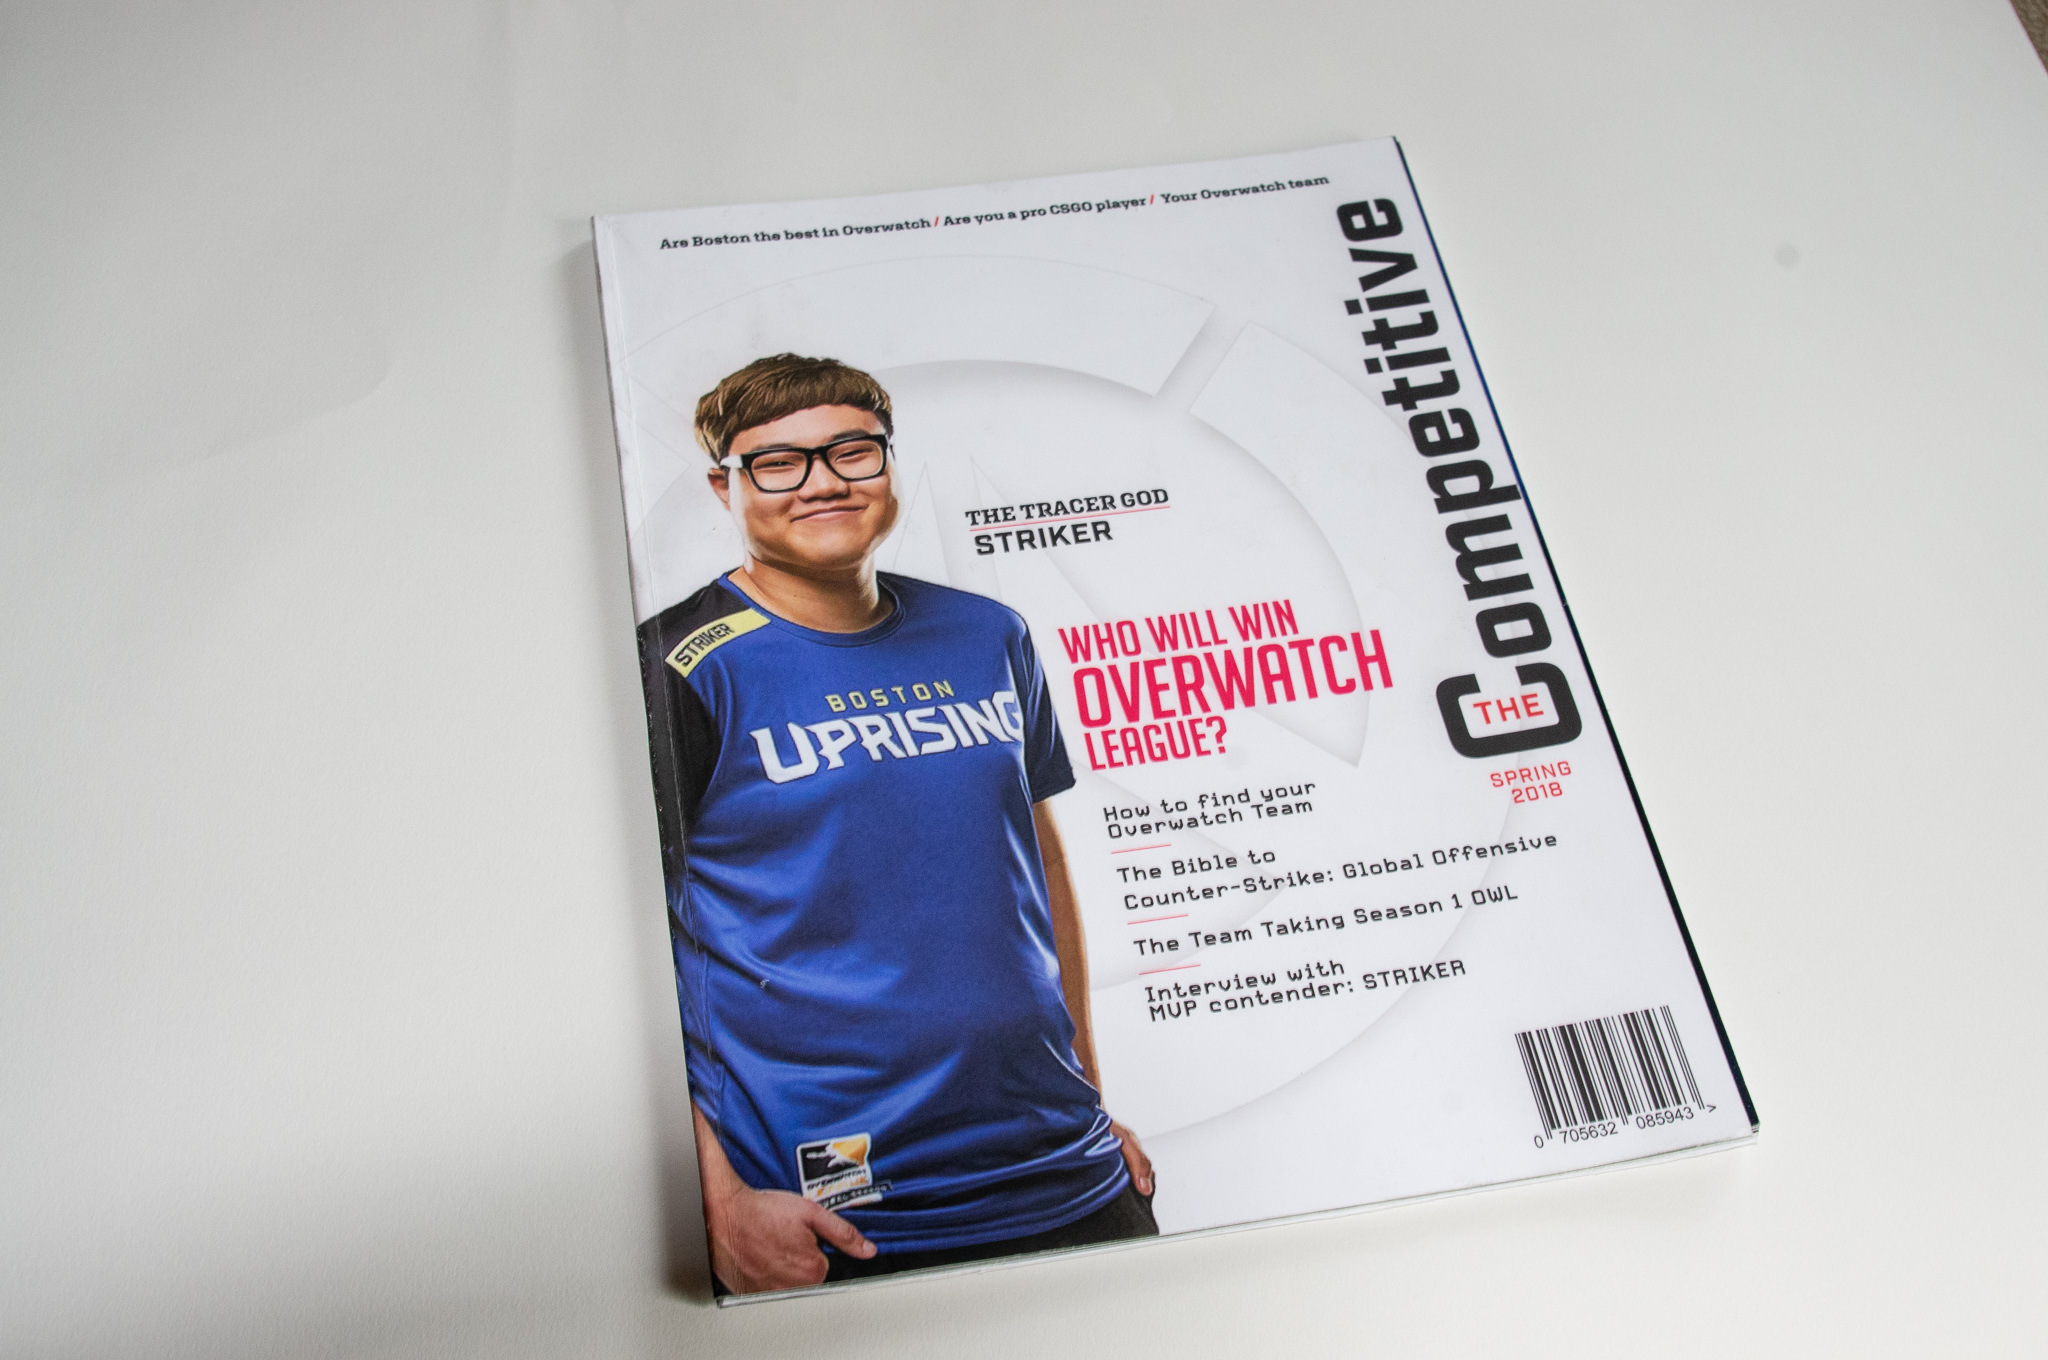 Are Boston the best in Overwatch / Are you a pro CSGO player / Your Overwatch team
THE Competitive
SPRING
2018
THE TRACER GOD
STRIKER
STRIKER
BOSTON
UPRISING
WHO WILL WIN
OVERWATCH
LEAGUE?
How to find your
Overwatch Team
The Bible to
Counter-Strike: Global Offensive
The Team Taking Season 1 OWL
Interview with
MVP contender: STRIKER
OVERWATCH
LEAGUE
0 705632 085943 >